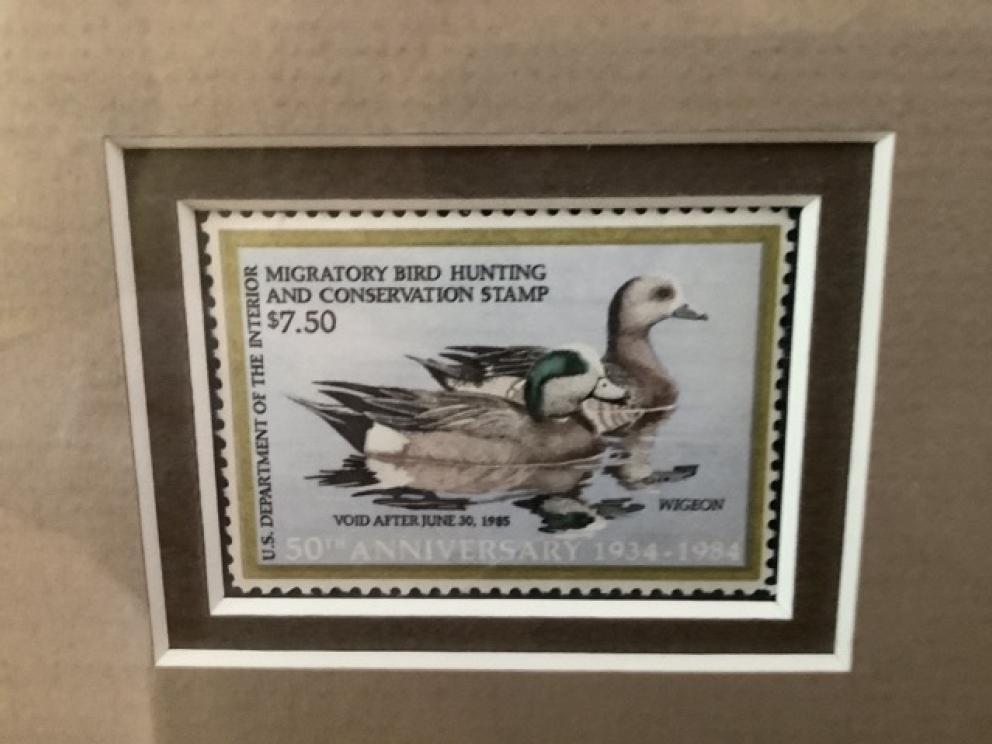 MIGRATORY BIRD HUNTING
AND CONSERVATION STAMP
$7.50
U.S. DEPARTMENT OF THE INTERIOR
WIGEON
VOID AFTER JUNE 30, 1985
50TH ANNIVERSARY 1934-1984